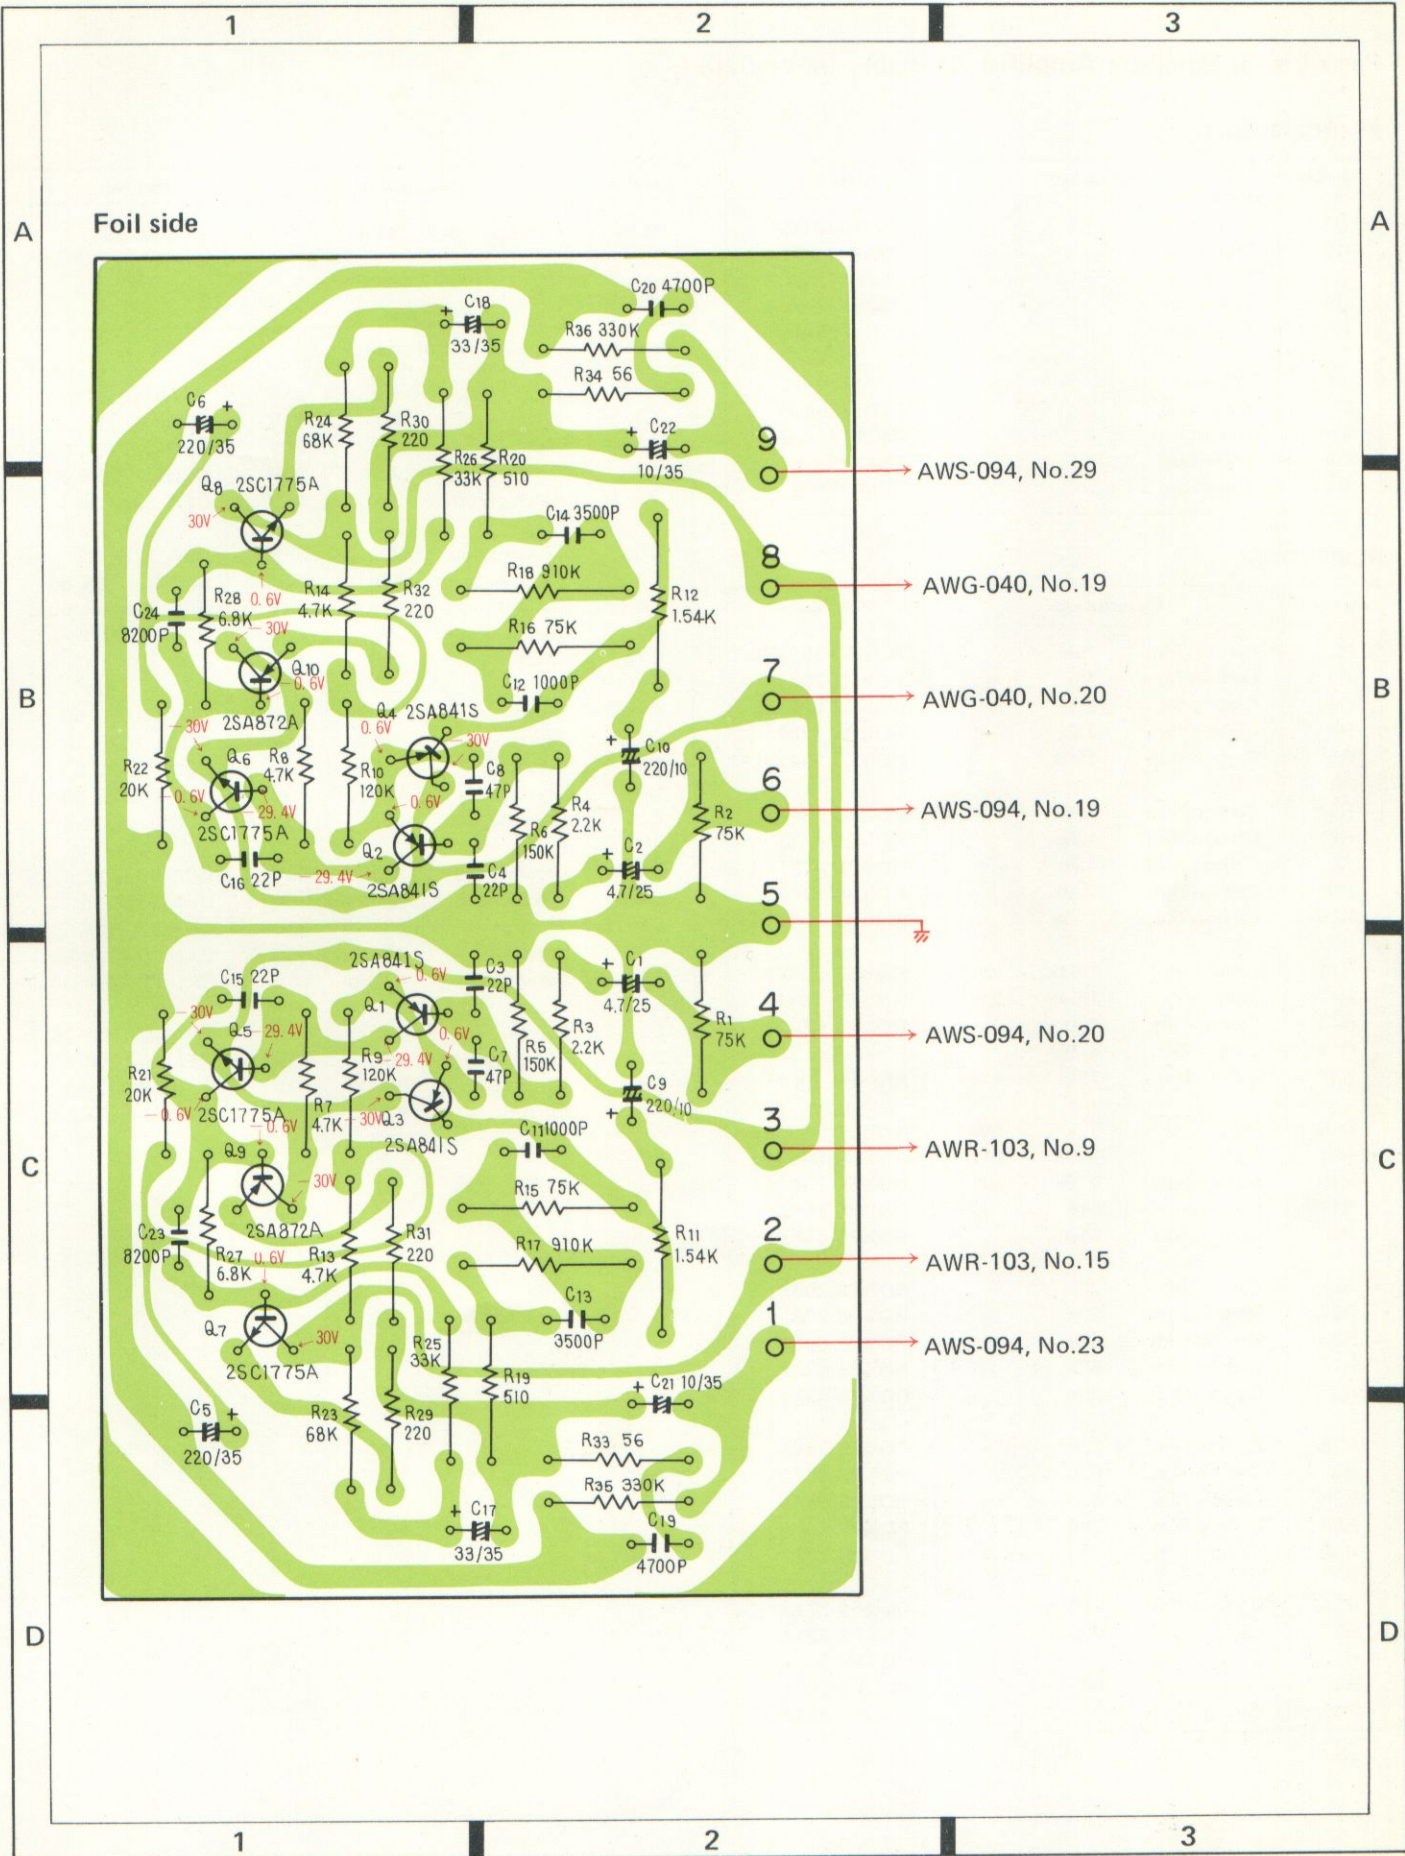 1 2 3
A A
Foil side
C20 4700P
C18
+
33/35
R36 330K
R34 56
C6
+
220/35
R24
68K
R30
220
+ C22
10/35
R26
33K
R20
510
9
AWS-094, No.29
Q8 2SC1775A
30V
C14 3500P
8
R18 910K
AWG-040, No.19
R28
6.8K
0.6V
R14
4.7K
R32
220
R12
1.54K
C24
8200P
-30V
R16 75K
Q10
-0.6V
7
B B
C12 1000P
AWG-040, No.20
2SA872A
Q4 2SA841S
-30V
0.6V
30V
+ C10
220/10
Q6
R8
4.7K
R10
120K
C8
47P
R22
20K
-0.6V
-29.4V
0.6V
R4
2.2K
6
AWS-094, No.19
R2
75K
2SC1775A
R6
150K
Q2
C16 22P
-29.4V
2SA841S
C4
22P
+ C2
4.7/25
5
2SA841S
C15 22P
0.6V
C3
22P
+ C1
4.7/25
-30V
Q5
-29.4V
Q1
0.6V
4
R1
75K
AWS-094, No.20
R3
2.2K
R5
150K
R9
120K
-29.4V
C7
47P
R21
20K
C9
220/10
+
-0.6V
2SC1775A
-0.6V
R7
4.7K
-30V
Q3
2SA841S
3
C11 1000P
AWR-103, No.9
Q9
C C
-30V
R15 75K
2SA872A
C23
8200P
R27
6.8K
0.6V
R13
4.7K
R31
220
R17 910K
R11
1.54K
2
AWR-103, No.15
C13
3500P
1
Q7
30V
2SC1775A
R25
33K
AWS-094, No.23
R19
510
+ C21 10/35
C5
+
220/35
R23
68K
R29
220
R33 56
R35 330K
+ C17
33/35
C19
4700P
D D
1 2 3